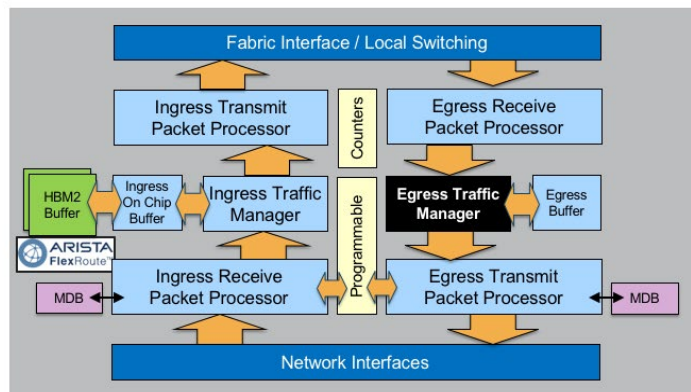 Fabric Interface / Local Switching
Ingress Transmit
Packet Processor
Counters
Egress Receive
Packet Processor
HBM2
Buffer
Ingress
On Chip
Buffer
Ingress Traffic
Manager
Programmable
Egress Traffic
Manager
Egress
Buffer
ARISTA
FlexRoute™
MDB
Ingress Receive
Packet Processor
Egress Transmit
Packet Processor
MDB
Network Interfaces